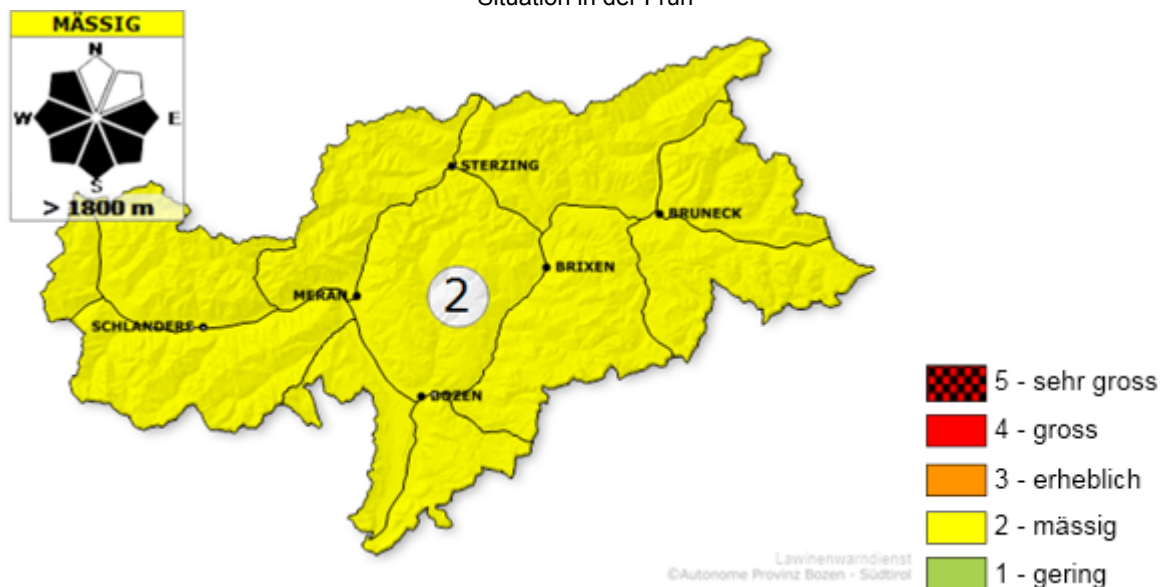 Situation in der Früh
MÄSSIG
N
W
E
S
> 1800 m
STERZING
BRUNECK
BRIXEN
MERAN
2
SCHLANDERS
BOZEN
5 - sehr gross
4 - gross
3 - erheblich
2 - mässig
1 - gering
Lawinenwarndienst
©Autonome Provinz Bozen - Südtirol